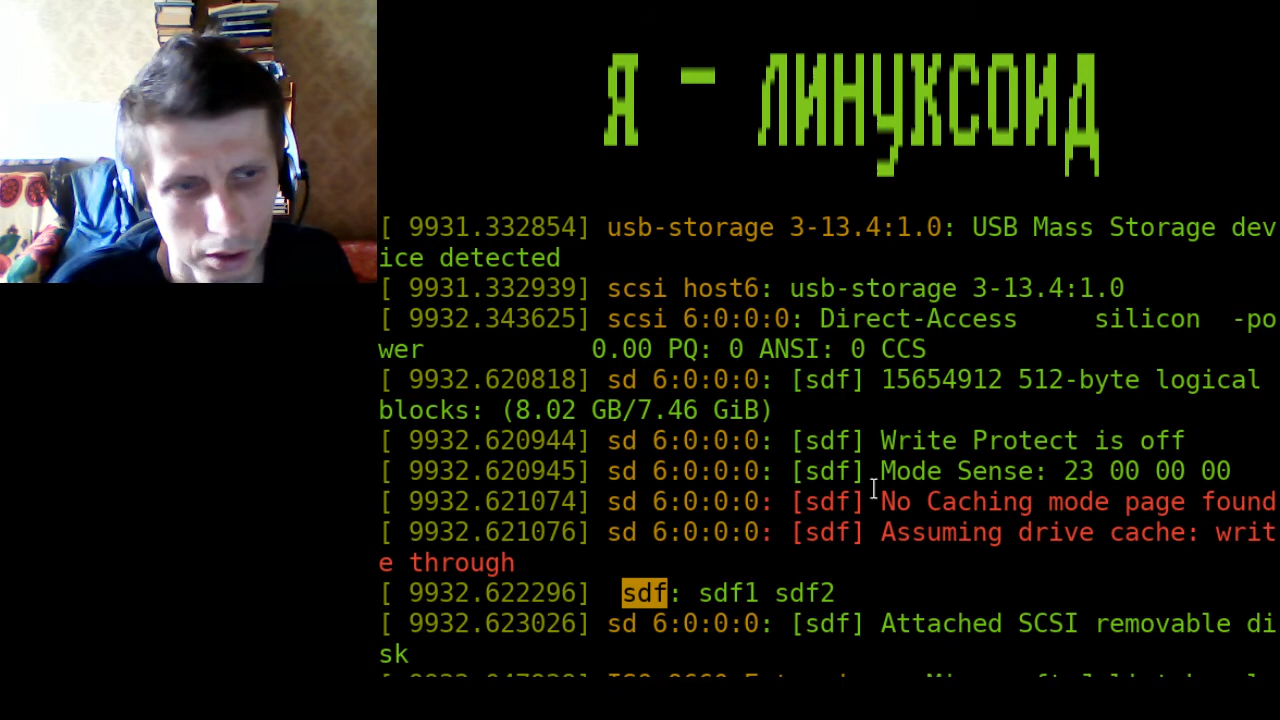 Я - ЛИНУКСОИД
[ 9931.332854] usb-storage 3-13.4:1.0: USB Mass Storage dev
ice detected
[ 9931.332939] scsi host6: usb-storage 3-13.4:1.0
[ 9932.343625] scsi 6:0:0:0: Direct-Access     silicon  -po
wer           0.00 PQ: 0 ANSI: 0 CCS
[ 9932.620818] sd 6:0:0:0: [sdf] 15654912 512-byte logical
blocks: (8.02 GB/7.46 GiB)
[ 9932.620944] sd 6:0:0:0: [sdf] Write Protect is off
[ 9932.620945] sd 6:0:0:0: [sdf] Mode Sense: 23 00 00 00
[ 9932.621074] sd 6:0:0:0: [sdf] No Caching mode page found
[ 9932.621076] sd 6:0:0:0: [sdf] Assuming drive cache: writ
e through
[ 9932.622296]  sdf: sdf1 sdf2
[ 9932.623026] sd 6:0:0:0: [sdf] Attached SCSI removable di
sk